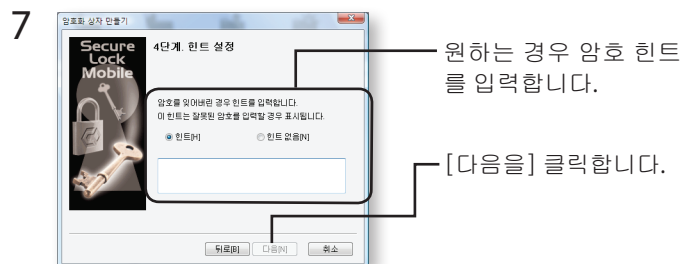 7
암호화 상자 만들기
Secure
Lock
Mobile
4단계. 힌트 설정
암호를 잊어버린 경우 힌트를 입력합니다.
이 힌트는 잘못된 암호를 입력할 경우 표시됩니다.
힌트[H] 힌트 없음[N]
뒤로[B] 다음[N] 취소
원하는 경우 암호 힌트
를 입력합니다.
[다음을] 클릭합니다.